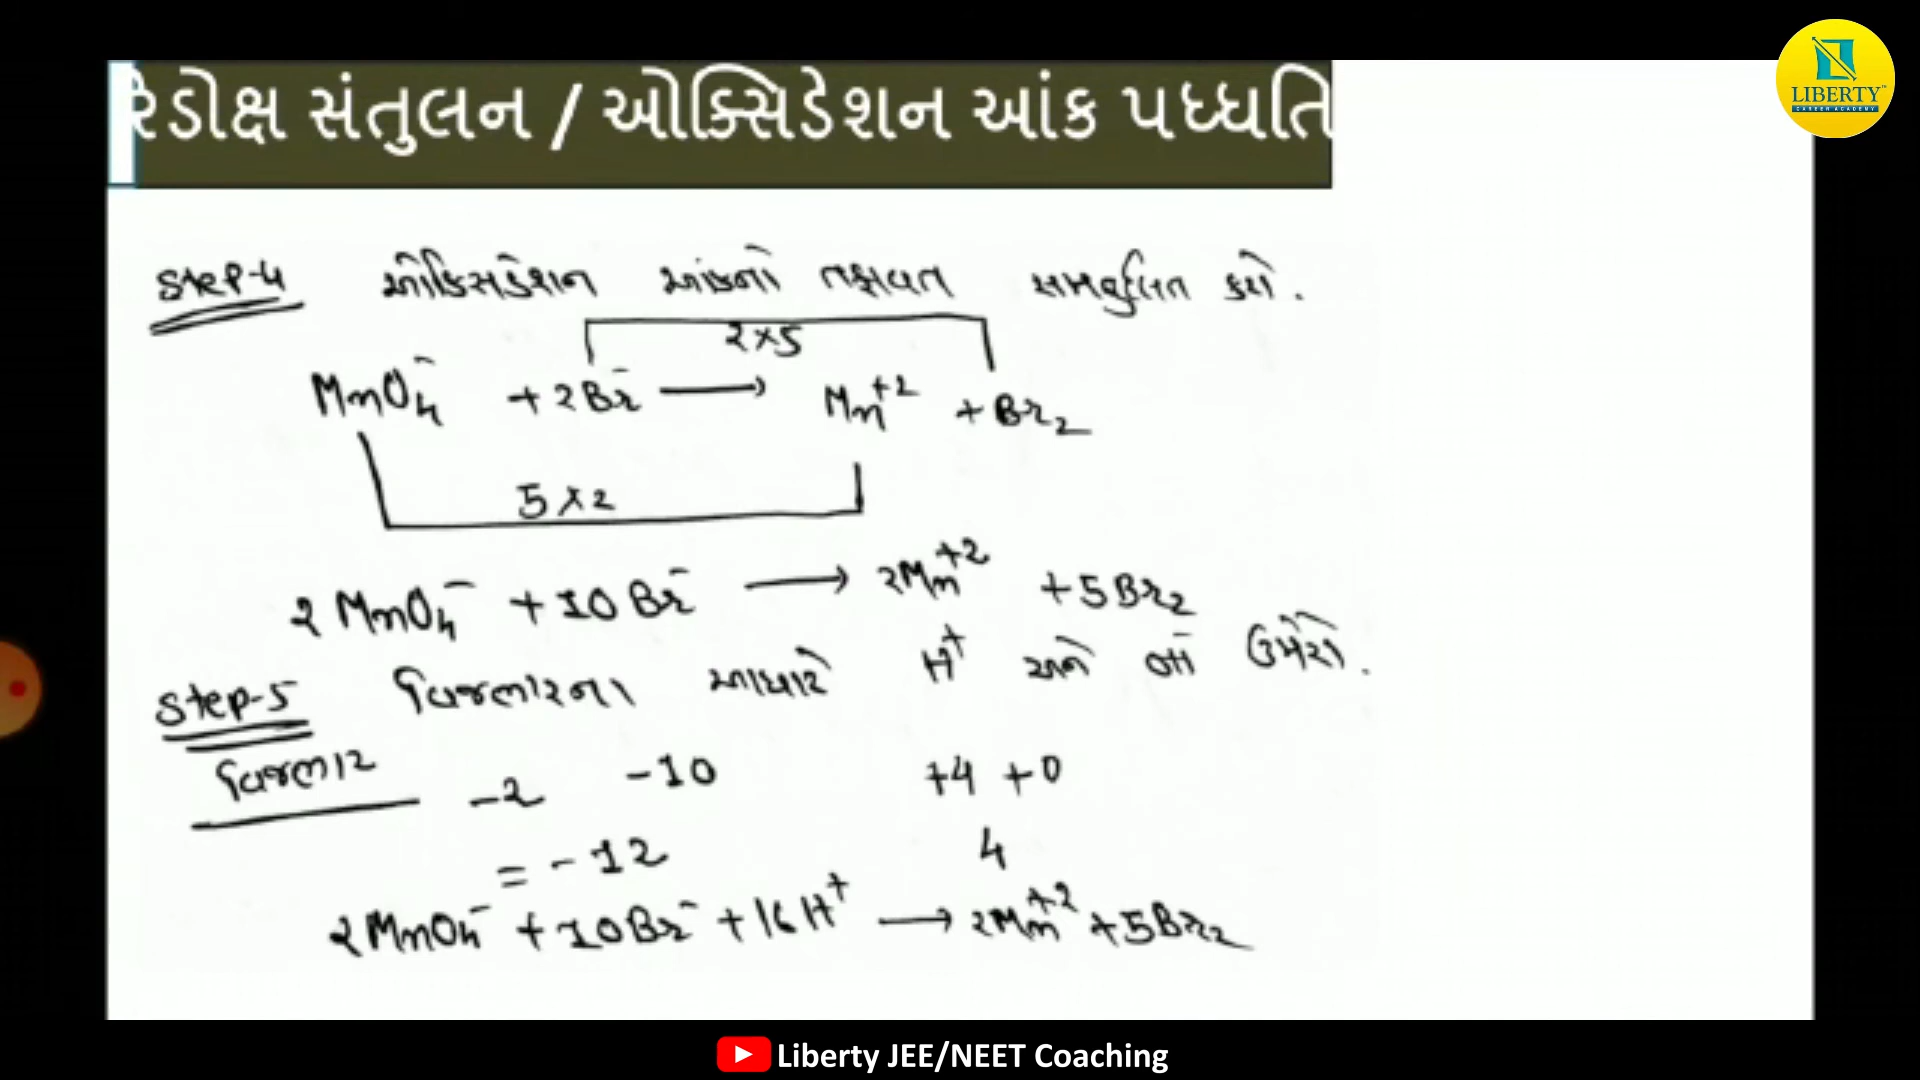 રેડોક્ષ સંતુલન / ઓક્સિડેશન આંક પધ્ધતિ
LIBERTY
CAREER ACADEMY
Step-4 ઓક્સિડેશન આંકનો તફાવત સમતુલિત કરો.
2×5
MnO₄⁻ + 2Br⁻ ⟶ Mn⁺² + Br₂
5×2
2MnO₄⁻ + 10Br⁻ ⟶ 2Mn⁺² + 5Br₂
Step-5 વિજભારના આધારે H⁺ અને ઉમેરો.
વિજભાર -2 -10 +4 +0
= -12 4
2MnO₄⁻ + 10Br⁻ + 16H⁺ ⟶ 2Mn⁺² + 5Br₂
Liberty JEE/NEET Coaching